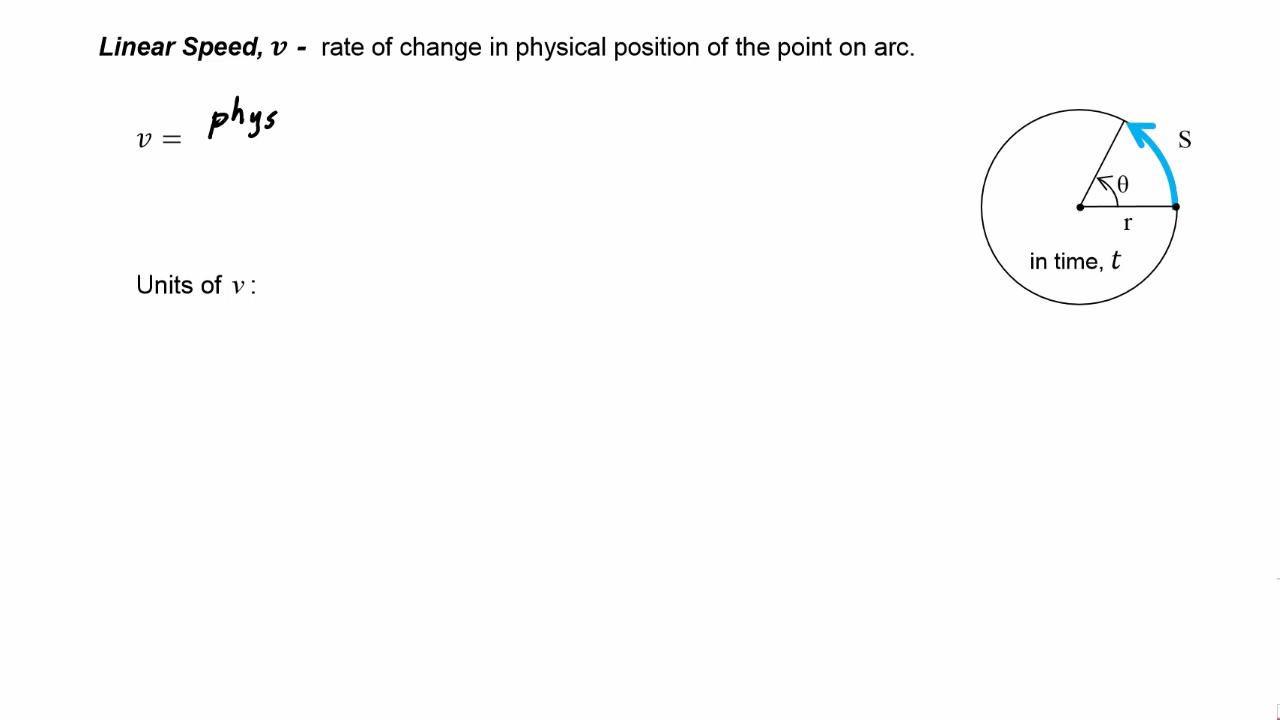 Linear Speed, v - rate of change in physical position of the point on arc.
v = phys
S
θ
r
in time, t
Units of v :